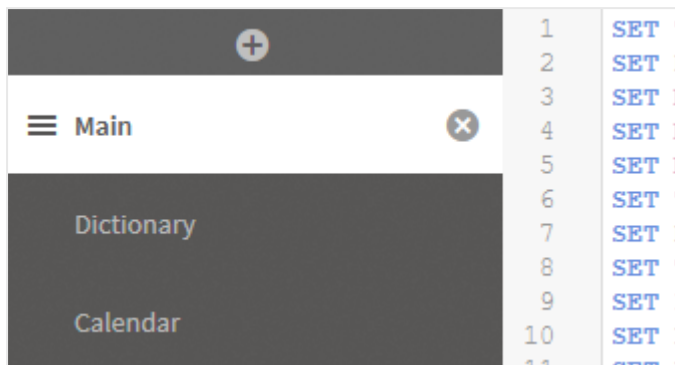 Main
Dictionary
Calendar
1 SET
2 SET
3 SET
4 SET
5 SET
6 SET
7 SET
8 SET
9 SET
10 SET